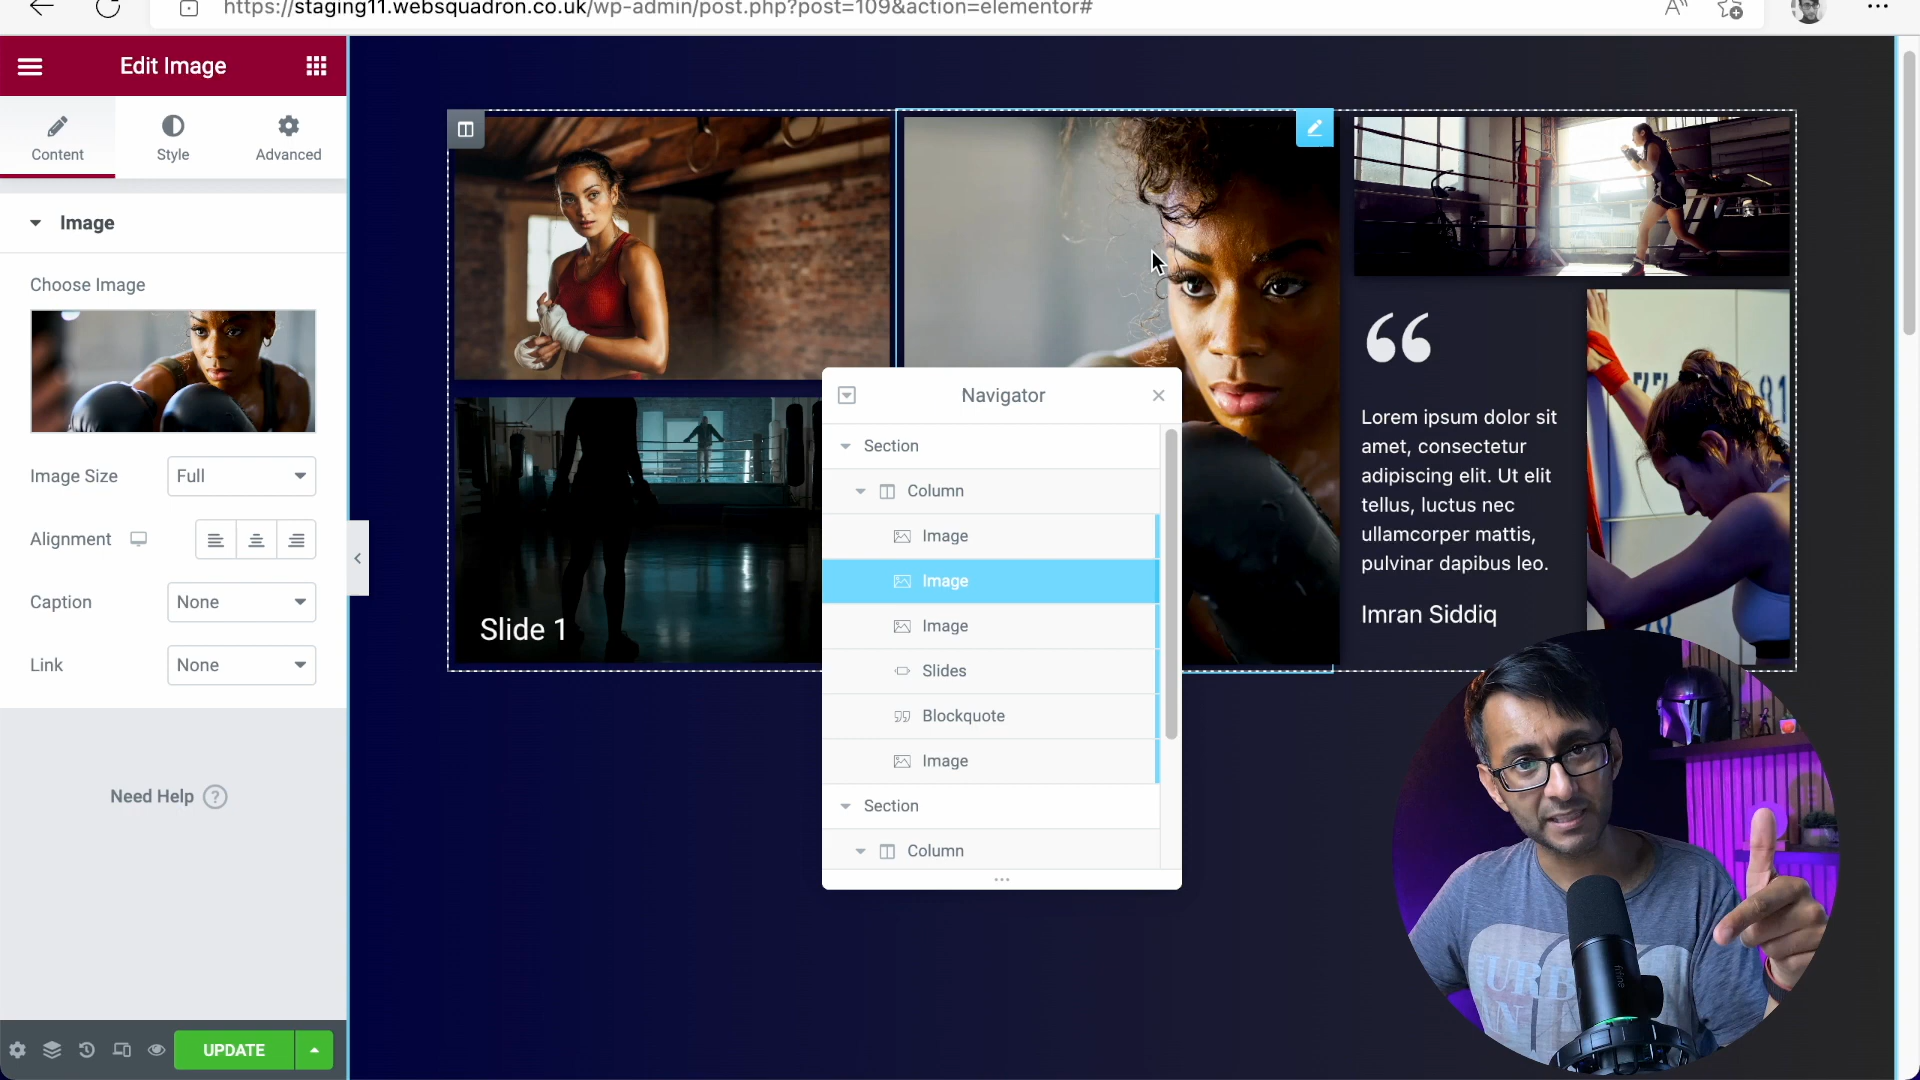 https://staging11.websquadron.co.uk/wp-admin/post.php?post=109&action=elementor#
Edit Image
Content
Style
Advanced
Image
Choose Image
Image Size
Full
Alignment
Caption
None
Link
None
Need Help
?
UPDATE
Slide 1
Navigator
Section
Column
Image
Image
Image
Slides
Blockquote
Image
Section
Column
“
Lorem ipsum dolor sit
amet, consectetur
adipiscing elit. Ut elit
tellus, luctus nec
ullamcorper mattis,
pulvinar dapibus leo.
Imran Siddiq